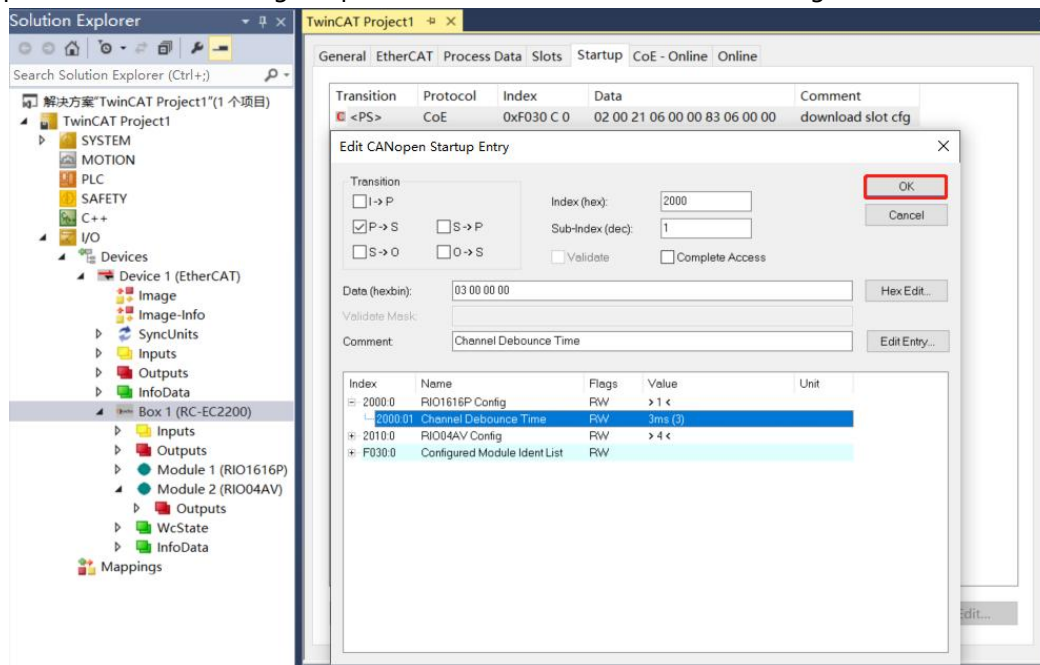 Solution Explorer
Search Solution Explorer (Ctrl+;)
解决方案"TwinCAT Project1"(1 个项目)
TwinCAT Project1
SYSTEM
MOTION
PLC
SAFETY
C++
I/O
Devices
Device 1 (EtherCAT)
Image
Image-Info
SyncUnits
Inputs
Outputs
InfoData
Box 1 (RC-EC2200)
Inputs
Outputs
Module 1 (RIO1616P)
Module 2 (RIO04AV)
Outputs
WcState
InfoData
Mappings
TwinCAT Project1
General EtherCAT Process Data Slots Startup CoE - Online Online
Transition Protocol Index Data Comment
<PS> CoE 0xF030 C 0 02 00 21 06 00 00 83 06 00 00 download slot cfg
Edit CANopen Startup Entry
Transition
I -> P
P -> S S -> P
S -> O O -> S
Index (hex): 2000
Sub-Index (dec): 1
Validate Complete Access
OK
Cancel
Data (hexbin): 03 00 00 00 Hex Edit...
Validate Mask:
Comment: Channel Debounce Time Edit Entry...
Index Name Flags Value Unit
2000:0 RIO1616P Config RW > 1 <
2000:01 Channel Debounce Time RW 3ms (3)
2010:0 RIO04AV Config RW > 4 <
F030:0 Configured Module Ident List RW
Edit...